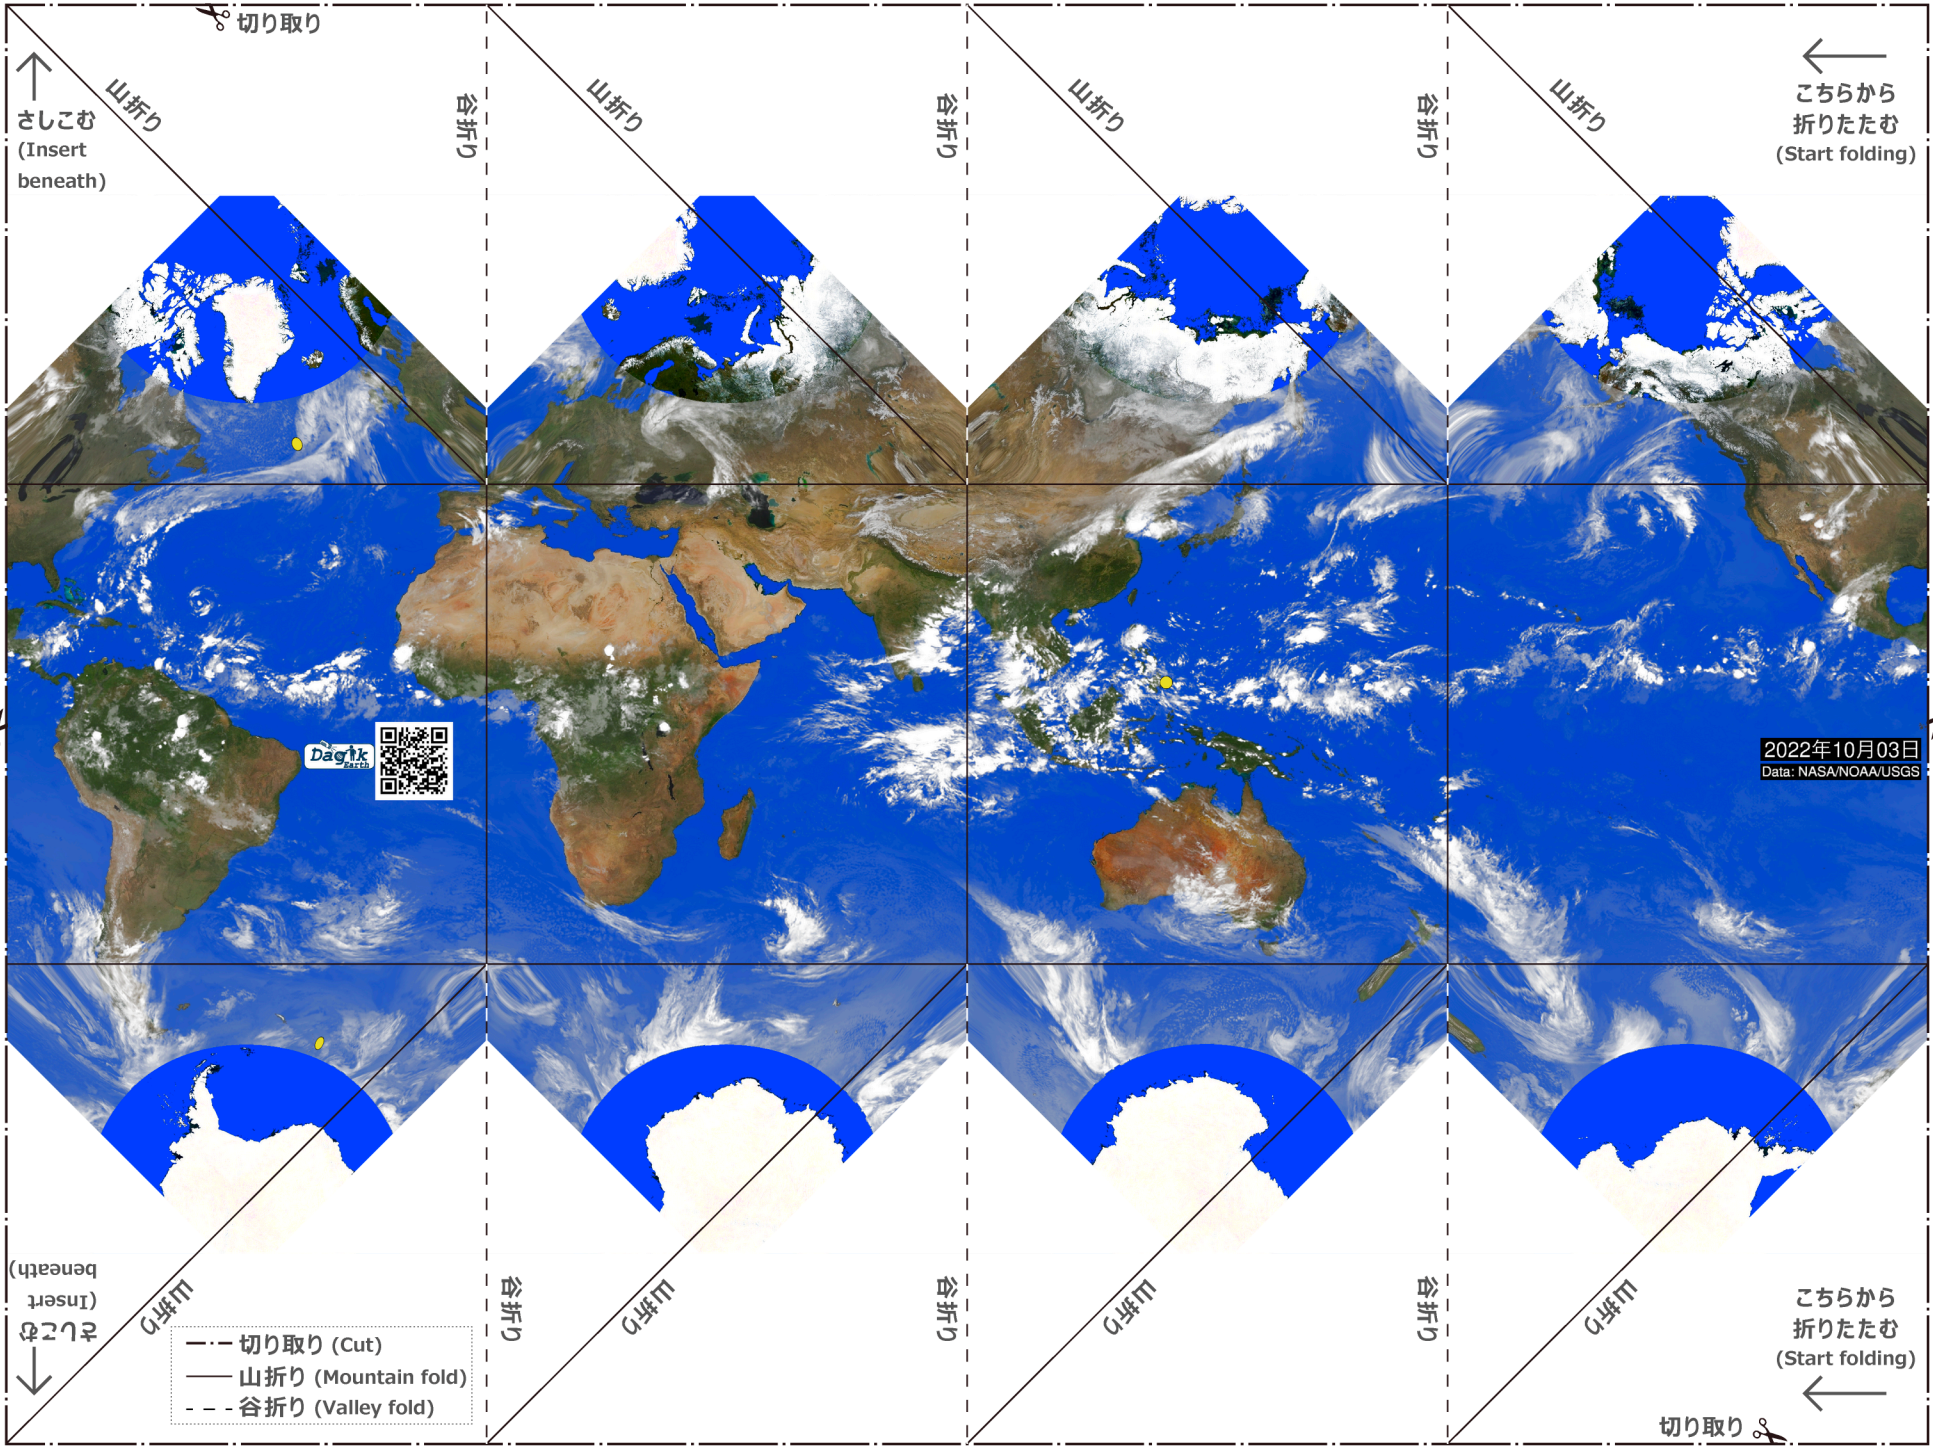 切り取り
山折り
谷折り
山折り
谷折り
山折り
谷折り
山折り
さしこむ
(Insert
beneath)
こちらから
折りたたむ
(Start folding)
Dagik
Earth
2022年10月03日
Data: NASA/NOAA/USGS
さしこむ
(Insert
beneath)
山折り
谷折り
山折り
谷折り
山折り
谷折り
山折り
切り取り (Cut)
山折り (Mountain fold)
谷折り (Valley fold)
こちらから
折りたたむ
(Start folding)
切り取り